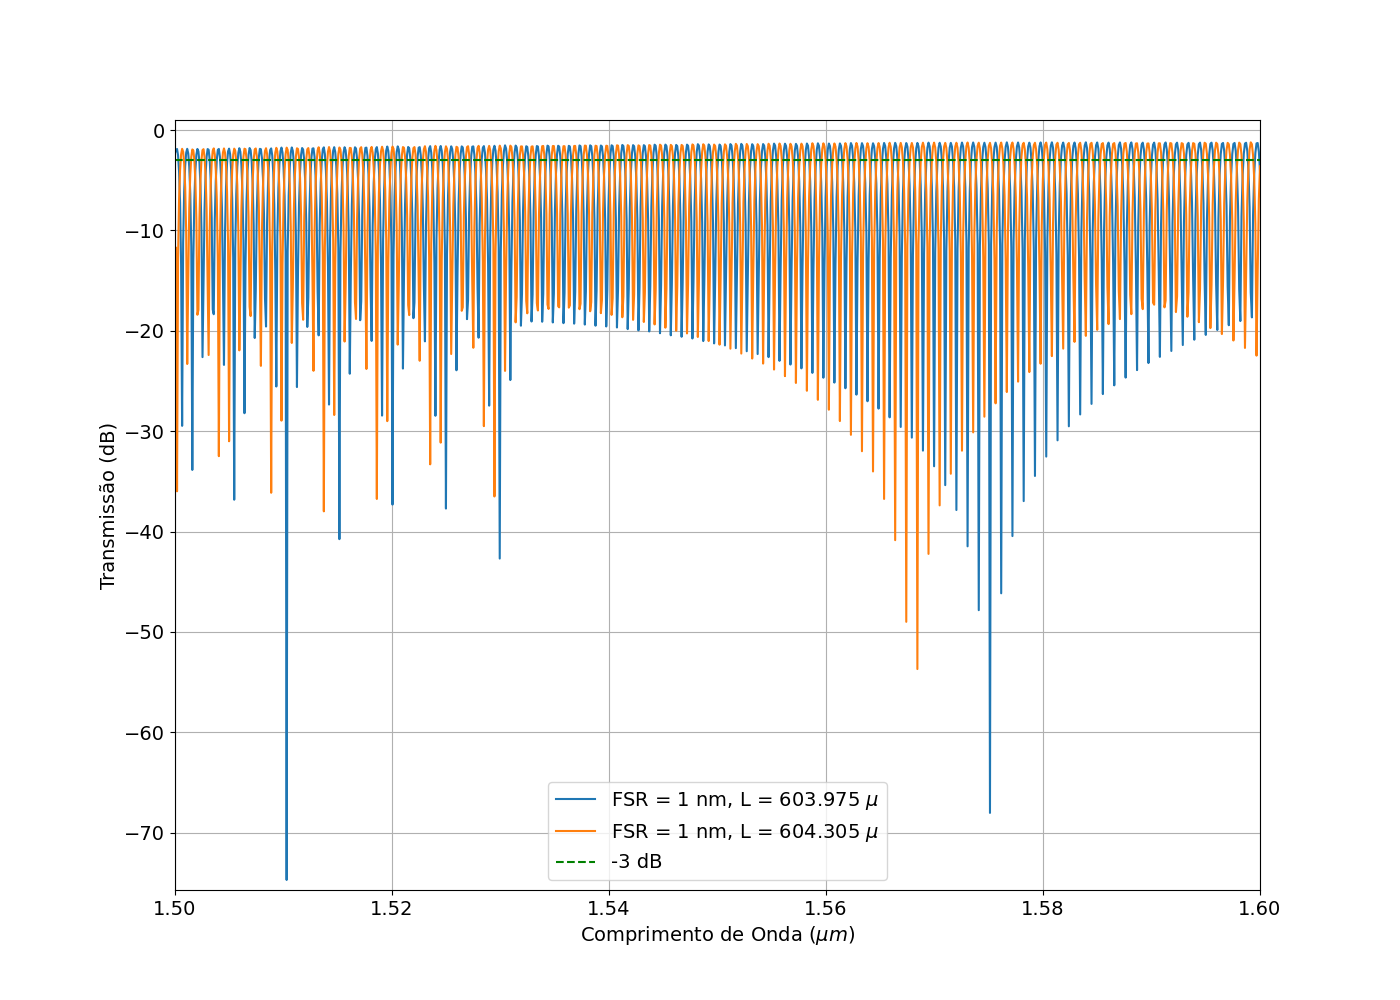 0
−10
−20
−30
−40
−50
−60
−70
Transmissão (dB)
FSR = 1 nm, L = 603.975 μ
FSR = 1 nm, L = 604.305 μ
-3 dB
1.50 1.52 1.54 1.56 1.58 1.60
Comprimento de Onda (μm)